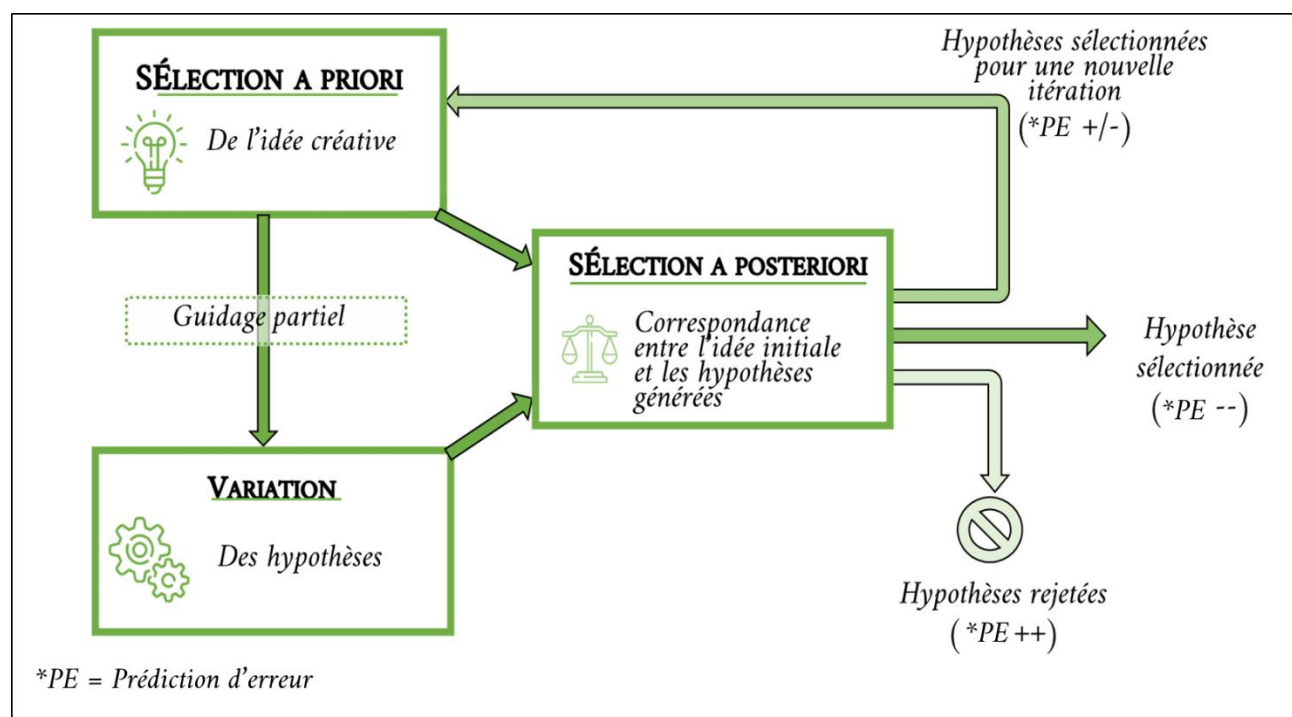 SÉLECTION A PRIORI
De l'idée créative
Hypothèses sélectionnées
pour une nouvelle
itération
(*PE +/-)
Guidage partiel
SÉLECTION A POSTERIORI
Correspondance
entre l'idée initiale
et les hypothèses
générées
Hypothèse
sélectionnée
(*PE --)
VARIATION
Des hypothèses
Hypothèses rejetées
(*PE ++)
*PE = Prédiction d'erreur